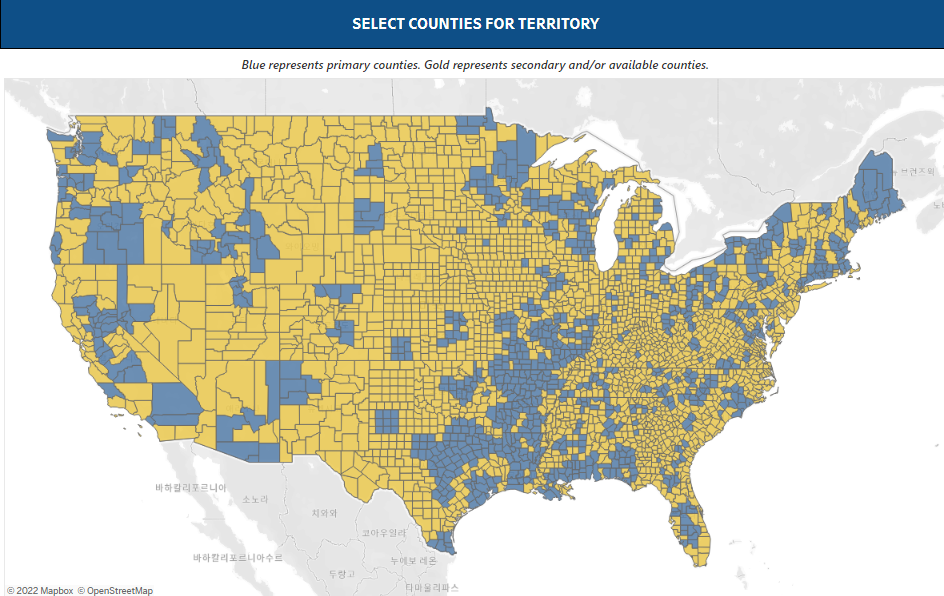 SELECT COUNTIES FOR TERRITORY
Blue represents primary counties. Gold represents secondary and/or available counties.
뉴브런즈윅
바하칼리포르니아
소노라
치와와
코아우일라
바하칼리포르니아수르
누에보 레온
두랑고
타마울리파스
© 2022 Mapbox © OpenStreetMap